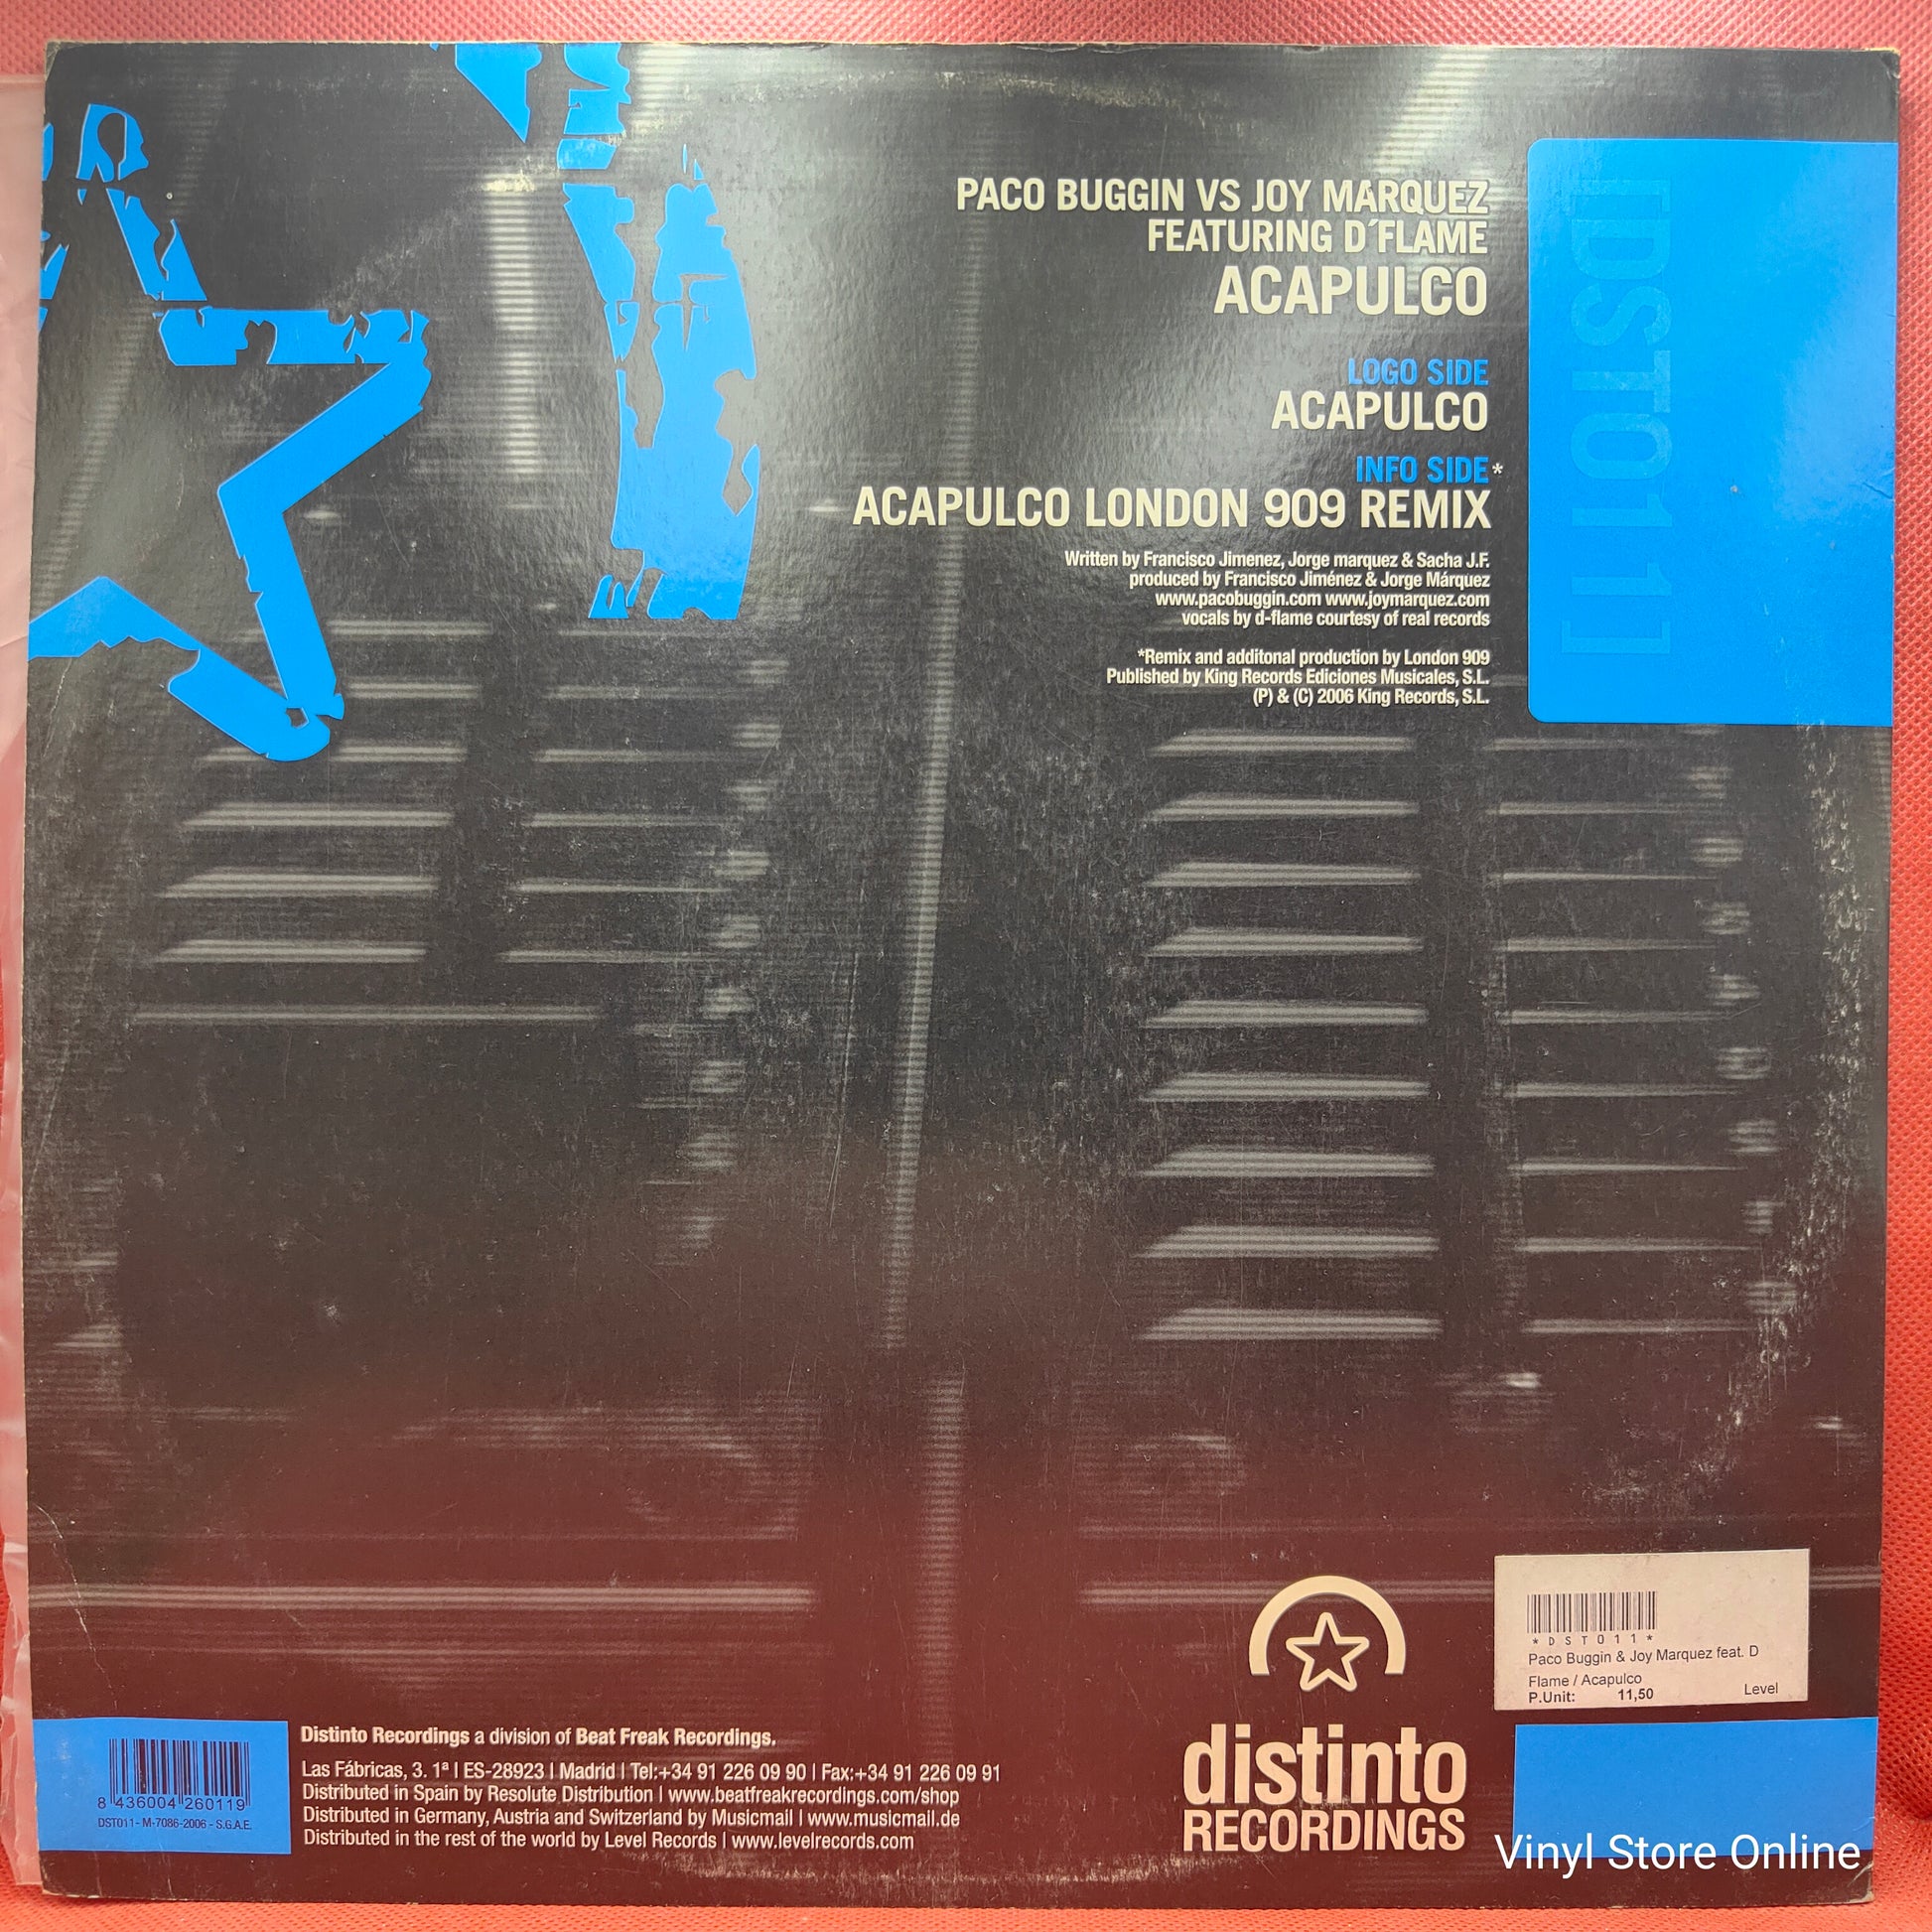 PACO BUGGIN VS JOY MARQUEZ
FEATURING D´FLAME
ACAPULCO
LOGO SIDE
ACAPULCO
INFO SIDE*
ACAPULCO LONDON 909 REMIX
Written by Francisco Jimenez, Jorge marquez & Sacha J.F.
produced by Francisco Jiménez & Jorge Márquez
www.pacobuggin.com www.joymarquez.com
vocals by d-flame courtesy of real records
*Remix and additonal production by London 909
Published by King Records Ediciones Musicales, S.L.
(P) & (C) 2006 King Records, S.L.
[DST011]
*DST011*
Paco Buggin & Joy Marquez feat. D
Flame / Acapulco
P.Unit: 11,50 Level
distinto
RECORDINGS
8 436004 260119
DST011- M-7086-2006 - S.G.A.E.
Distinto Recordings a division of Beat Freak Recordings.
Las Fábricas, 3. 1ª | ES-28923 | Madrid | Tel:+34 91 226 09 90 | Fax:+34 91 226 09 91
Distributed in Spain by Resolute Distribution | www.beatfreakrecordings.com/shop
Distributed in Germany, Austria and Switzerland by Musicmail | www.musicmail.de
Distributed in the rest of the world by Level Records | www.levelrecords.com
Vinyl Store Online